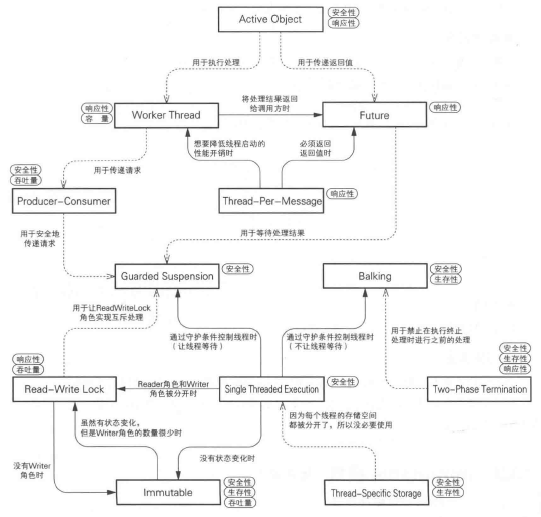 Active Object
安全性
响应性
用于执行处理
用于传递返回值
响应性
容　量
Worker Thread
将处理结果返回
给调用方时
Future
响应性
想要降低线程启动的
性能开销时
必须返回
返回值时
用于传递请求
安全性
吞吐量
Producer–Consumer
Thread–Per–Message
响应性
用于安全地
传递请求
用于等待处理结果
Guarded Suspension
安全性
Balking
安全性
生存性
用于让ReadWriteLock
角色实现互斥处理
通过守护条件控制线程时
（让线程等待）
通过守护条件控制线程时
（不让线程等待）
用于禁止在执行终止
处理时进行之前的处理
安全性
生存性
响应性
响应性
吞吐量
Read–Write Lock
Reader角色和Writer
角色被分开时
Single Threaded Execution
安全性
Two–Phase Termination
虽然有状态变化，
但是Writer角色的数量很少时
因为每个线程的存储空间
都被分开了，所以没必要使用
没有Writer
角色时
没有状态变化时
Immutable
安全性
生存性
吞吐量
Thread–Specific Storage
安全性
生存性